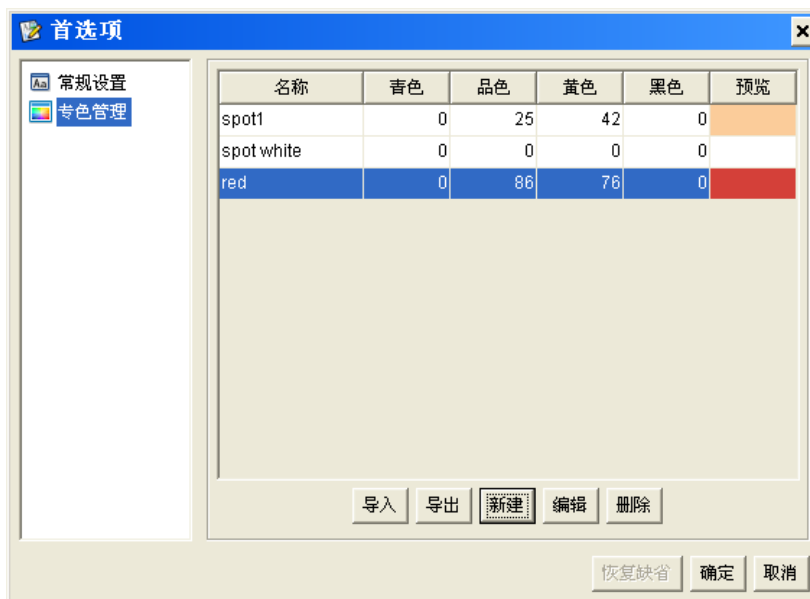 首选项
常规设置
专色管理
名称 青色 品色 黄色 黑色 预览
spot1 0 25 42 0
spot white 0 0 0 0
red 0 86 76 0
导入 导出 新建 编辑 删除
恢复缺省 确定 取消